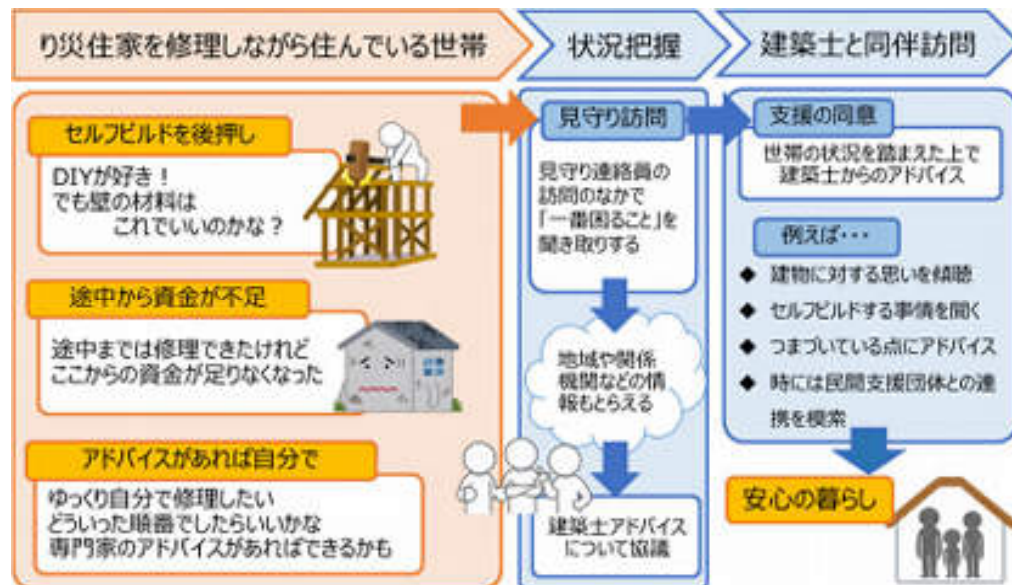 り災住家を修理しながら住んでいる世帯
状況把握
建築士と同伴訪問
セルフビルドを後押し
DIYが好き!
でも壁の材料は
これでいいのかな?
途中から資金が不足
途中までは修理できたけれど
ここからの資金が足りなくなった
アドバイスがあれば自分で
ゆっくり自分で修理したい
どういった順番でしたらいいかな
専門家のアドバイスがあればできるかも
見守り訪問
見守り連絡員の
訪問のなかで
「一番困ること」を
聞き取りする
地域や関係
機関などの情
報もとらえる
建築士アドバイス
について協議
支援の同意
世帯の状況を踏まえた上で
建築士からのアドバイス
例えば・・・
◆ 建物に対する思いを傾聴
◆ セルフビルドする事情を聞く
◆ つまづいている点にアドバイス
◆ 時には民間支援団体との連
携を模索
安心の暮らし